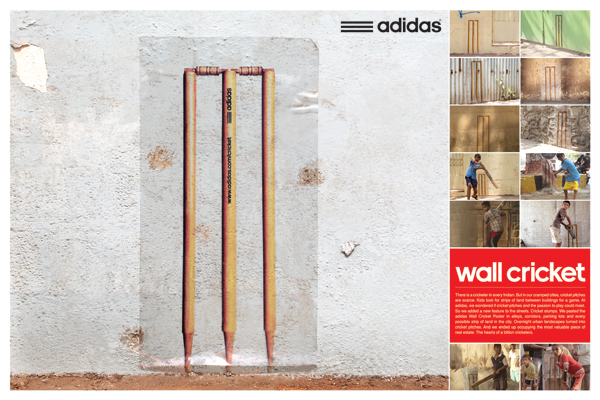 adidas
adidas
www.adidas.com/cricket
wall cricket
There is a cricketer in every Indian. But in our cramped cities, cricket pitches
are scarce. Kids look for strips of land between buildings for a game. At
adidas, we wondered if cricket pitches and the passion to play could meet.
So we added a new feature to the streets. Cricket stumps. We pasted the
adidas Wall Cricket Poster in alleys, corridors, parking lots and every
possible strip of land in the city. Overnight urban landscapes turned into
cricket pitches. And we ended up occupying the most valuable piece of
real estate. The hearts of a billion cricketers.